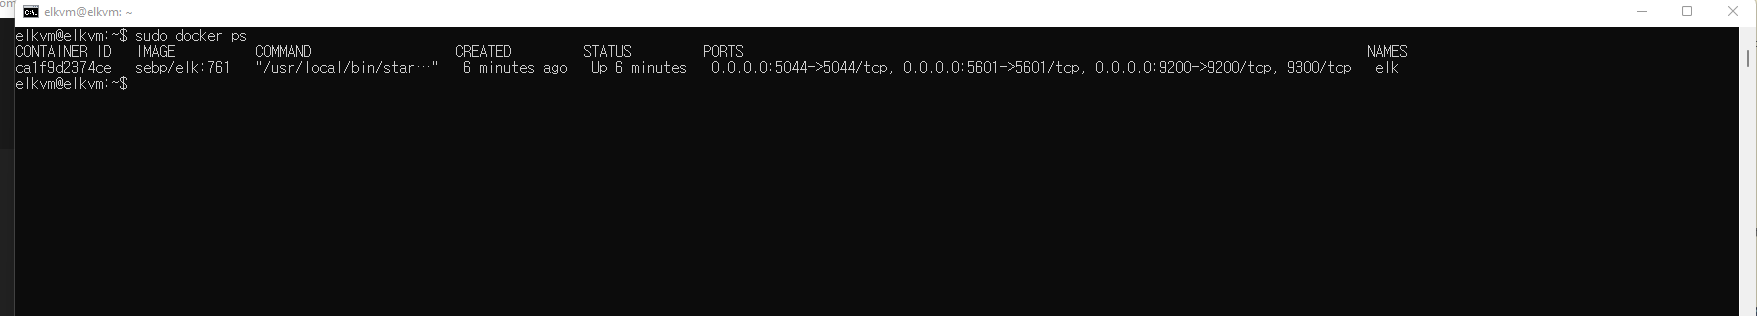 elkvm@elkvm: ~
elkvm@elkvm:~$ sudo docker ps
CONTAINER ID   IMAGE          COMMAND                  CREATED         STATUS         PORTS                                                                              NAMES
ca1f9d2374ce   sebp/elk:761   "/usr/local/bin/star…"   6 minutes ago   Up 6 minutes   0.0.0.0:5044->5044/tcp, 0.0.0.0:5601->5601/tcp, 0.0.0.0:9200->9200/tcp, 9300/tcp   elk
elkvm@elkvm:~$